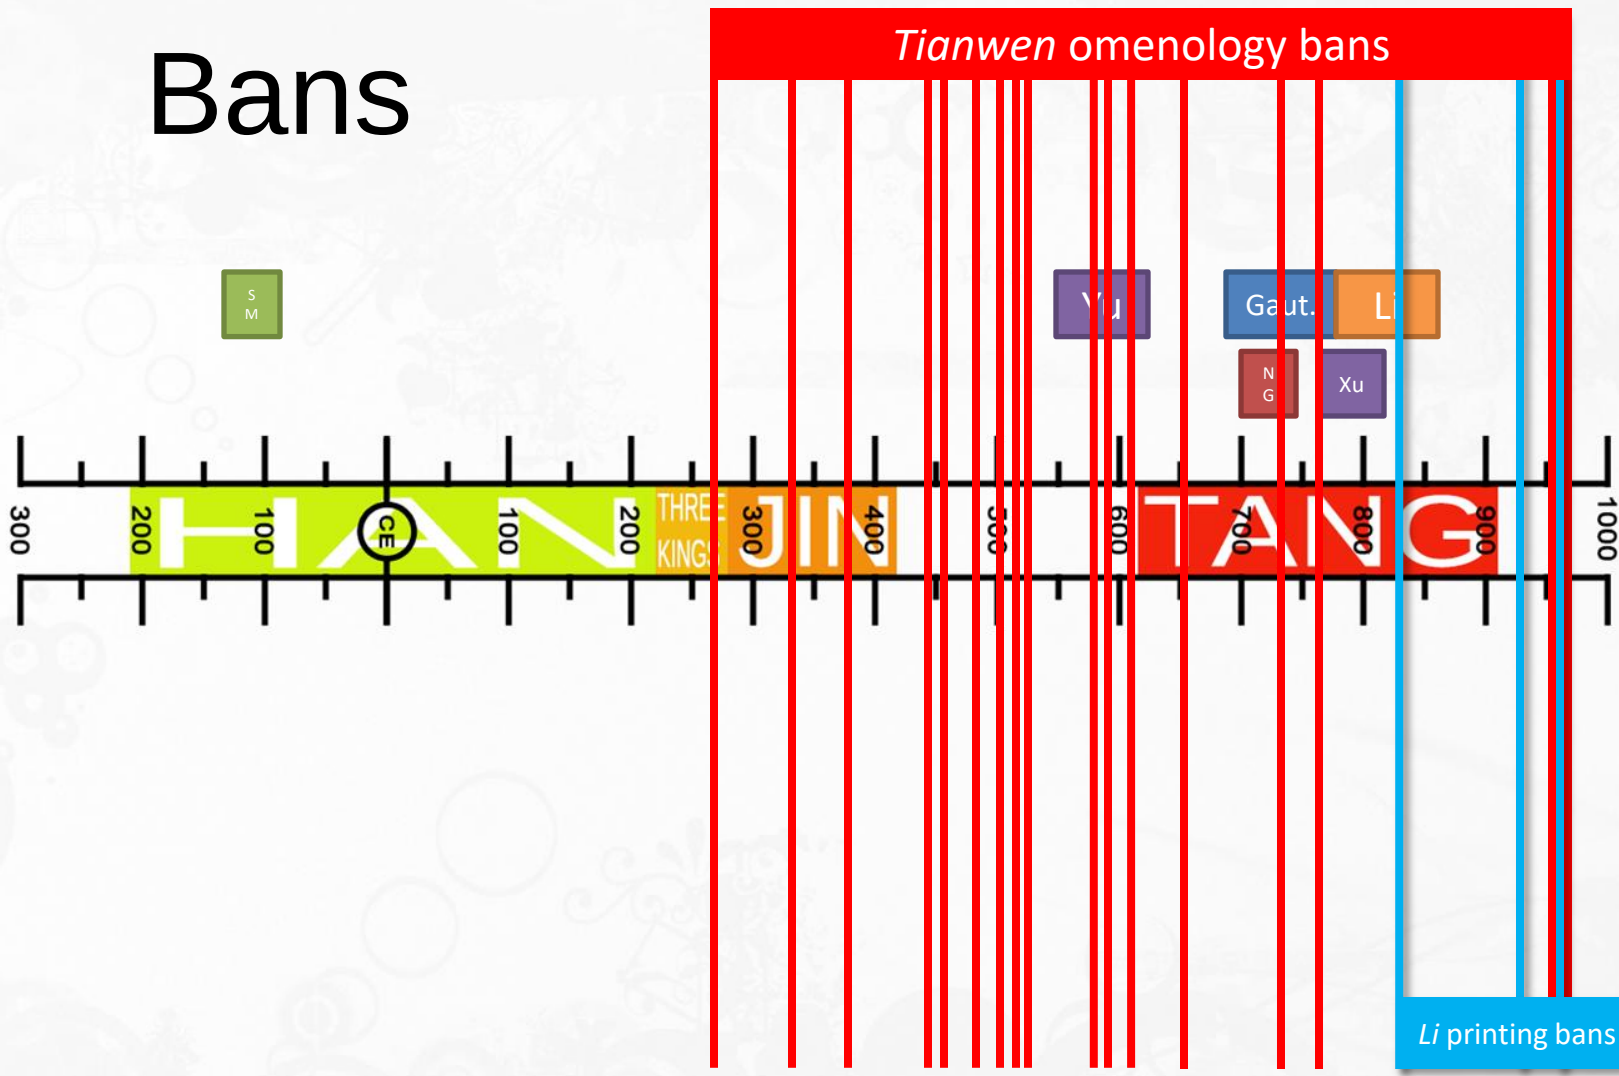 Tianwen omenology bans
Bans
S
M
Yu
Gaut.
Li
N
G
Xu
HAN
THREE
KINGS
JIN
TANG
300
200
100
CE
100
200
300
400
500
600
700
800
900
1000
Li printing bans